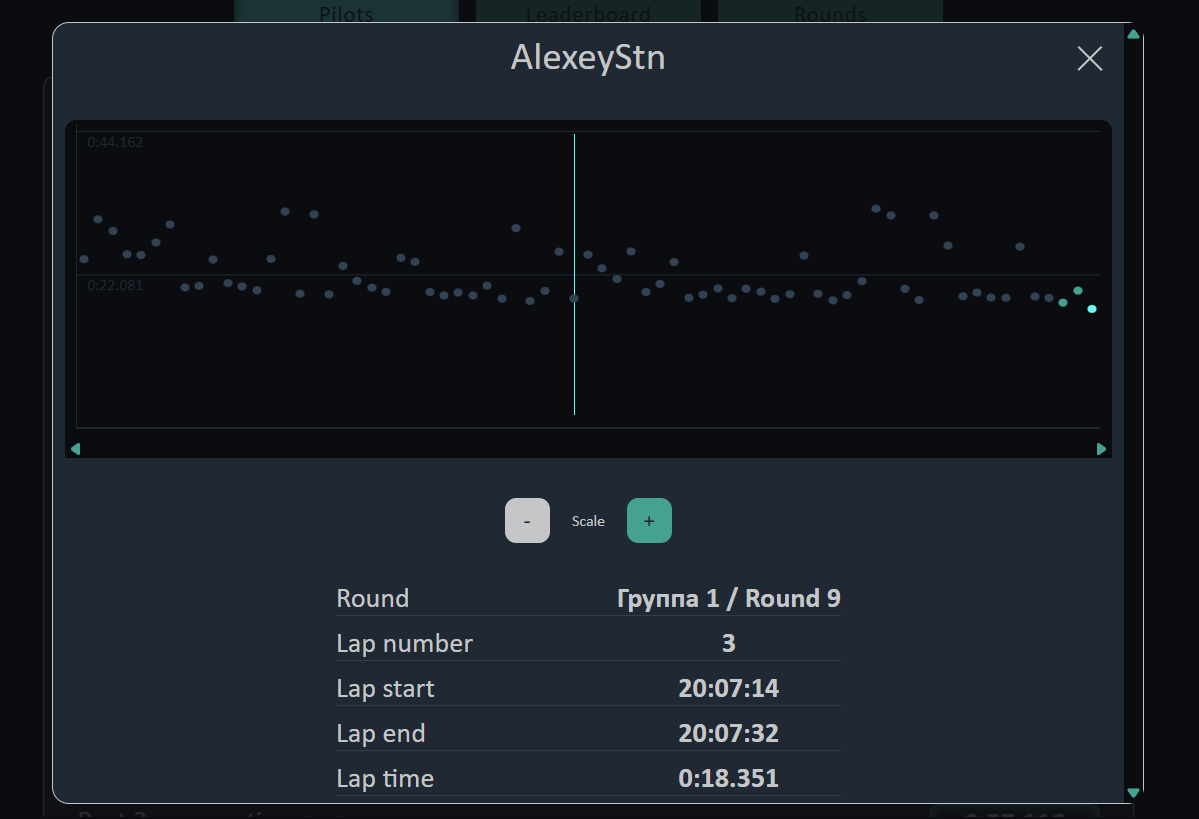 Pilots Leaderboard Rounds
AlexeyStn
0:44.162
0:22.081
- Scale +
Round Группа 1 / Round 9
Lap number 3
Lap start 20:07:14
Lap end 20:07:32
Lap time 0:18.351